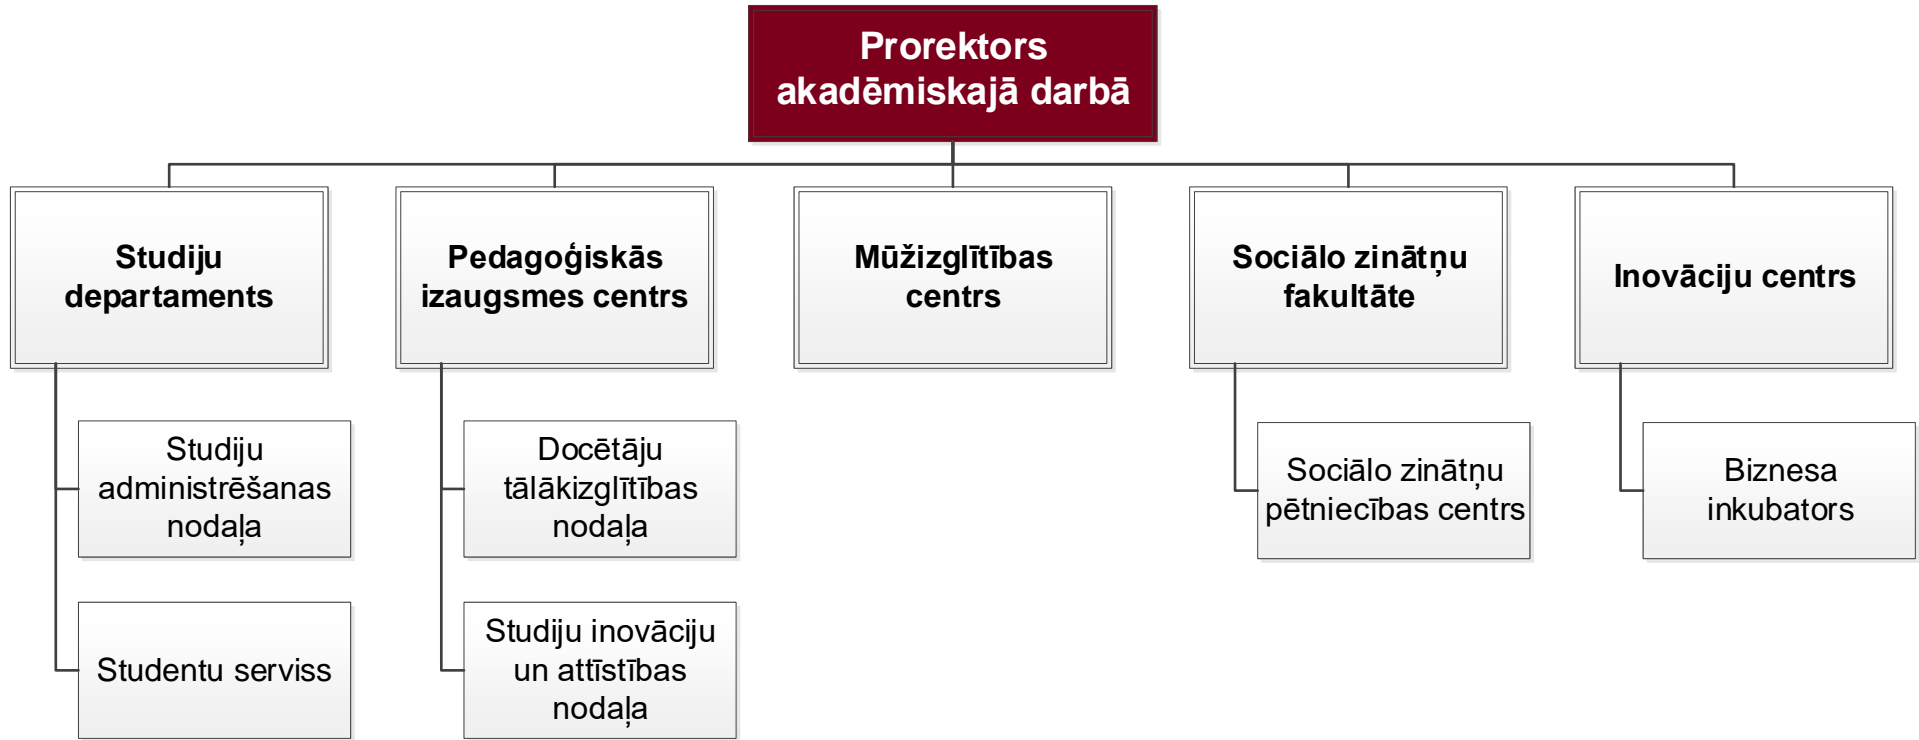 Prorektors
akadēmiskajā darbā
Studiju
departaments
Pedagoģiskās
izaugsmes centrs
Mūžizglītības
centrs
Sociālo zinātņu
fakultāte
Inovāciju centrs
Studiju
administrēšanas
nodaļa
Docētāju
tālākizglītības
nodaļa
Sociālo zinātņu
pētniecības centrs
Biznesa
inkubators
Studentu serviss
Studiju inovāciju
un attīstības
nodaļa